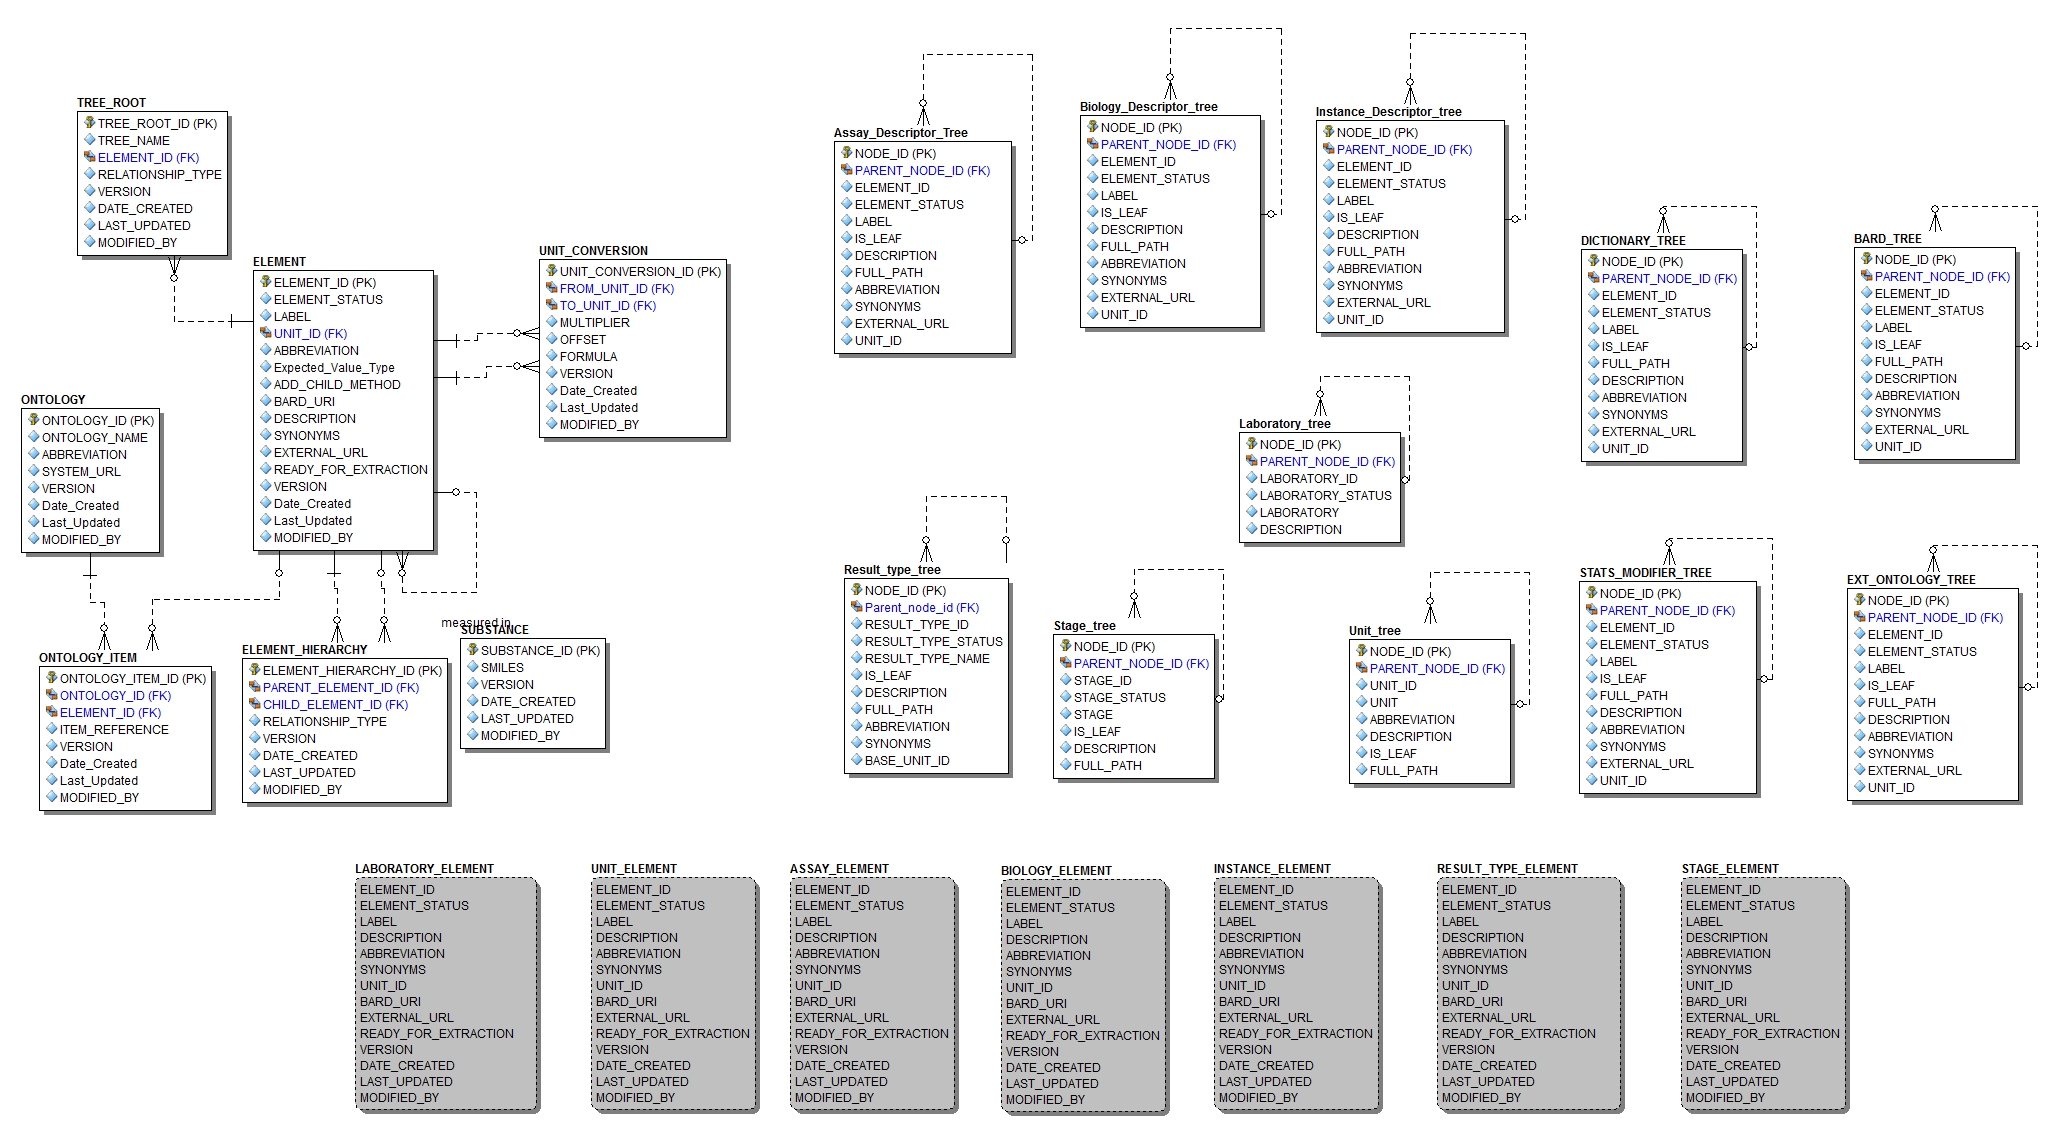 TREE_ROOT
TREE_ROOT_ID (PK)
TREE_NAME
ELEMENT_ID (FK)
RELATIONSHIP_TYPE
VERSION
DATE_CREATED
LAST_UPDATED
MODIFIED_BY
ELEMENT
ELEMENT_ID (PK)
ELEMENT_STATUS
LABEL
UNIT_ID (FK)
ABBREVIATION
Expected_Value_Type
ADD_CHILD_METHOD
BARD_URI
DESCRIPTION
SYNONYMS
EXTERNAL_URL
READY_FOR_EXTRACTION
VERSION
Date_Created
Last_Updated
MODIFIED_BY
UNIT_CONVERSION
UNIT_CONVERSION_ID (PK)
FROM_UNIT_ID (FK)
TO_UNIT_ID (FK)
MULTIPLIER
OFFSET
FORMULA
VERSION
Date_Created
Last_Updated
MODIFIED_BY
ONTOLOGY
ONTOLOGY_ID (PK)
ONTOLOGY_NAME
ABBREVIATION
SYSTEM_URL
VERSION
Date_Created
Last_Updated
MODIFIED_BY
ONTOLOGY_ITEM
ONTOLOGY_ITEM_ID (PK)
ONTOLOGY_ID (FK)
ELEMENT_ID (FK)
ITEM_REFERENCE
VERSION
Date_Created
Last_Updated
MODIFIED_BY
ELEMENT_HIERARCHY
ELEMENT_HIERARCHY_ID (PK)
PARENT_ELEMENT_ID (FK)
CHILD_ELEMENT_ID (FK)
RELATIONSHIP_TYPE
VERSION
DATE_CREATED
LAST_UPDATED
MODIFIED_BY
measured in
SUBSTANCE
SUBSTANCE_ID (PK)
SMILES
VERSION
DATE_CREATED
LAST_UPDATED
MODIFIED_BY
Assay_Descriptor_Tree
NODE_ID (PK)
PARENT_NODE_ID (FK)
ELEMENT_ID
ELEMENT_STATUS
LABEL
IS_LEAF
DESCRIPTION
FULL_PATH
ABBREVIATION
SYNONYMS
EXTERNAL_URL
UNIT_ID
Biology_Descriptor_tree
NODE_ID (PK)
PARENT_NODE_ID (FK)
ELEMENT_ID
ELEMENT_STATUS
LABEL
IS_LEAF
DESCRIPTION
FULL_PATH
ABBREVIATION
SYNONYMS
EXTERNAL_URL
UNIT_ID
Instance_Descriptor_tree
NODE_ID (PK)
PARENT_NODE_ID (FK)
ELEMENT_ID
ELEMENT_STATUS
LABEL
IS_LEAF
DESCRIPTION
FULL_PATH
ABBREVIATION
SYNONYMS
EXTERNAL_URL
UNIT_ID
DICTIONARY_TREE
NODE_ID (PK)
PARENT_NODE_ID (FK)
ELEMENT_ID
ELEMENT_STATUS
LABEL
IS_LEAF
FULL_PATH
DESCRIPTION
ABBREVIATION
SYNONYMS
EXTERNAL_URL
UNIT_ID
BARD_TREE
NODE_ID (PK)
PARENT_NODE_ID (FK)
ELEMENT_ID
ELEMENT_STATUS
LABEL
IS_LEAF
FULL_PATH
DESCRIPTION
ABBREVIATION
SYNONYMS
EXTERNAL_URL
UNIT_ID
Laboratory_tree
NODE_ID (PK)
PARENT_NODE_ID (FK)
LABORATORY_ID
LABORATORY_STATUS
LABORATORY
DESCRIPTION
Result_type_tree
NODE_ID (PK)
Parent_node_id (FK)
RESULT_TYPE_ID
RESULT_TYPE_STATUS
RESULT_TYPE_NAME
IS_LEAF
DESCRIPTION
FULL_PATH
ABBREVIATION
SYNONYMS
BASE_UNIT_ID
Stage_tree
NODE_ID (PK)
PARENT_NODE_ID (FK)
STAGE_ID
STAGE_STATUS
STAGE
IS_LEAF
DESCRIPTION
FULL_PATH
Unit_tree
NODE_ID (PK)
PARENT_NODE_ID (FK)
UNIT_ID
UNIT
ABBREVIATION
DESCRIPTION
IS_LEAF
FULL_PATH
STATS_MODIFIER_TREE
NODE_ID (PK)
PARENT_NODE_ID (FK)
ELEMENT_ID
ELEMENT_STATUS
LABEL
IS_LEAF
FULL_PATH
DESCRIPTION
ABBREVIATION
SYNONYMS
EXTERNAL_URL
UNIT_ID
EXT_ONTOLOGY_TREE
NODE_ID (PK)
PARENT_NODE_ID (FK)
ELEMENT_ID
ELEMENT_STATUS
LABEL
IS_LEAF
FULL_PATH
DESCRIPTION
ABBREVIATION
SYNONYMS
EXTERNAL_URL
UNIT_ID
LABORATORY_ELEMENT
ELEMENT_ID
ELEMENT_STATUS
LABEL
DESCRIPTION
ABBREVIATION
SYNONYMS
UNIT_ID
BARD_URI
EXTERNAL_URL
READY_FOR_EXTRACTION
VERSION
DATE_CREATED
LAST_UPDATED
MODIFIED_BY
UNIT_ELEMENT
ELEMENT_ID
ELEMENT_STATUS
LABEL
DESCRIPTION
ABBREVIATION
SYNONYMS
UNIT_ID
BARD_URI
EXTERNAL_URL
READY_FOR_EXTRACTION
VERSION
DATE_CREATED
LAST_UPDATED
MODIFIED_BY
ASSAY_ELEMENT
ELEMENT_ID
ELEMENT_STATUS
LABEL
DESCRIPTION
ABBREVIATION
SYNONYMS
UNIT_ID
BARD_URI
EXTERNAL_URL
READY_FOR_EXTRACTION
VERSION
DATE_CREATED
LAST_UPDATED
MODIFIED_BY
BIOLOGY_ELEMENT
ELEMENT_ID
ELEMENT_STATUS
LABEL
DESCRIPTION
ABBREVIATION
SYNONYMS
UNIT_ID
BARD_URI
EXTERNAL_URL
READY_FOR_EXTRACTION
VERSION
DATE_CREATED
LAST_UPDATED
MODIFIED_BY
INSTANCE_ELEMENT
ELEMENT_ID
ELEMENT_STATUS
LABEL
DESCRIPTION
ABBREVIATION
SYNONYMS
UNIT_ID
BARD_URI
EXTERNAL_URL
READY_FOR_EXTRACTION
VERSION
DATE_CREATED
LAST_UPDATED
MODIFIED_BY
RESULT_TYPE_ELEMENT
ELEMENT_ID
ELEMENT_STATUS
LABEL
DESCRIPTION
ABBREVIATION
SYNONYMS
UNIT_ID
BARD_URI
EXTERNAL_URL
READY_FOR_EXTRACTION
VERSION
DATE_CREATED
LAST_UPDATED
MODIFIED_BY
STAGE_ELEMENT
ELEMENT_ID
ELEMENT_STATUS
LABEL
DESCRIPTION
ABBREVIATION
SYNONYMS
UNIT_ID
BARD_URI
EXTERNAL_URL
READY_FOR_EXTRACTION
VERSION
DATE_CREATED
LAST_UPDATED
MODIFIED_BY